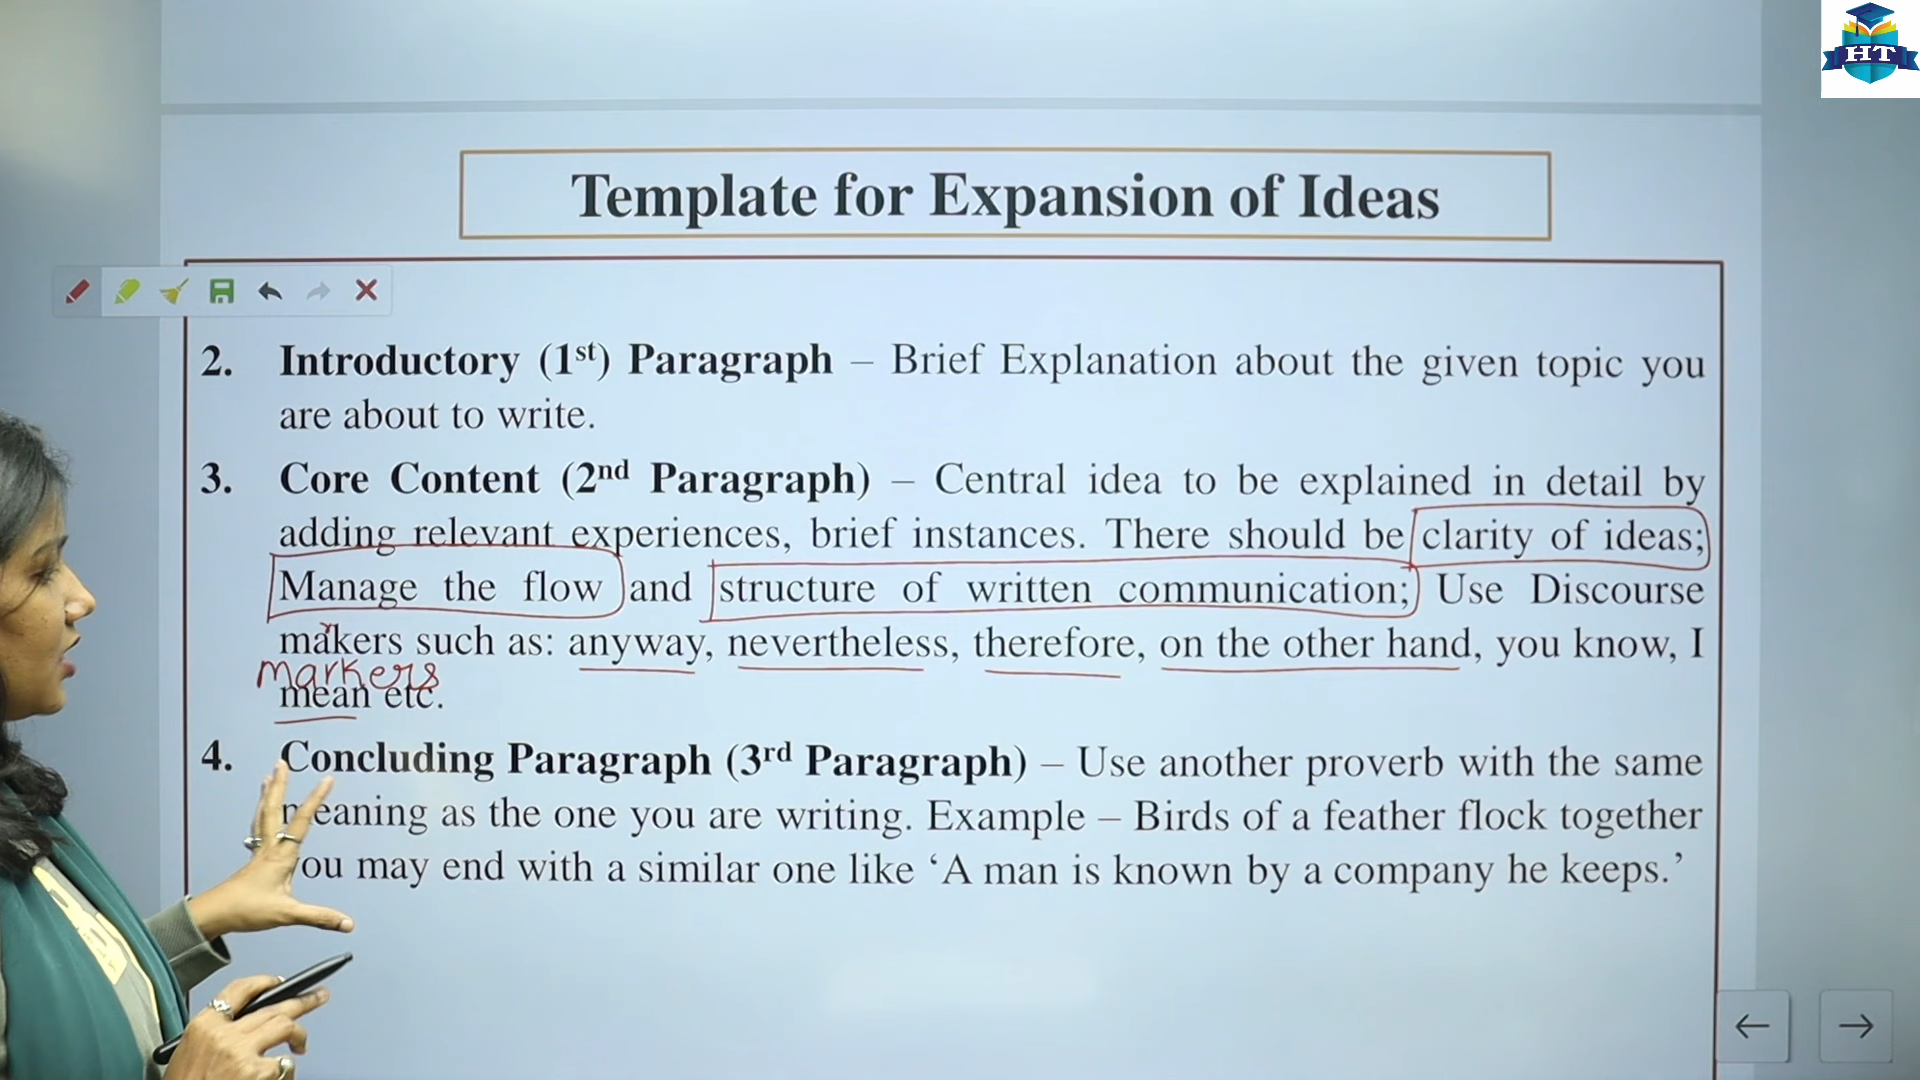 HT
Template for Expansion of Ideas
2. Introductory (1st) Paragraph – Brief Explanation about the given topic you
are about to write.
3. Core Content (2nd Paragraph) – Central idea to be explained in detail by
adding relevant experiences, brief instances. There should be clarity of ideas;
Manage the flow and structure of written communication; Use Discourse
makers such as: anyway, nevertheless, therefore, on the other hand, you know, I
markers
mean etc.
4. Concluding Paragraph (3rd Paragraph) – Use another proverb with the same
meaning as the one you are writing. Example – Birds of a feather flock together
you may end with a similar one like ‘A man is known by a company he keeps.’